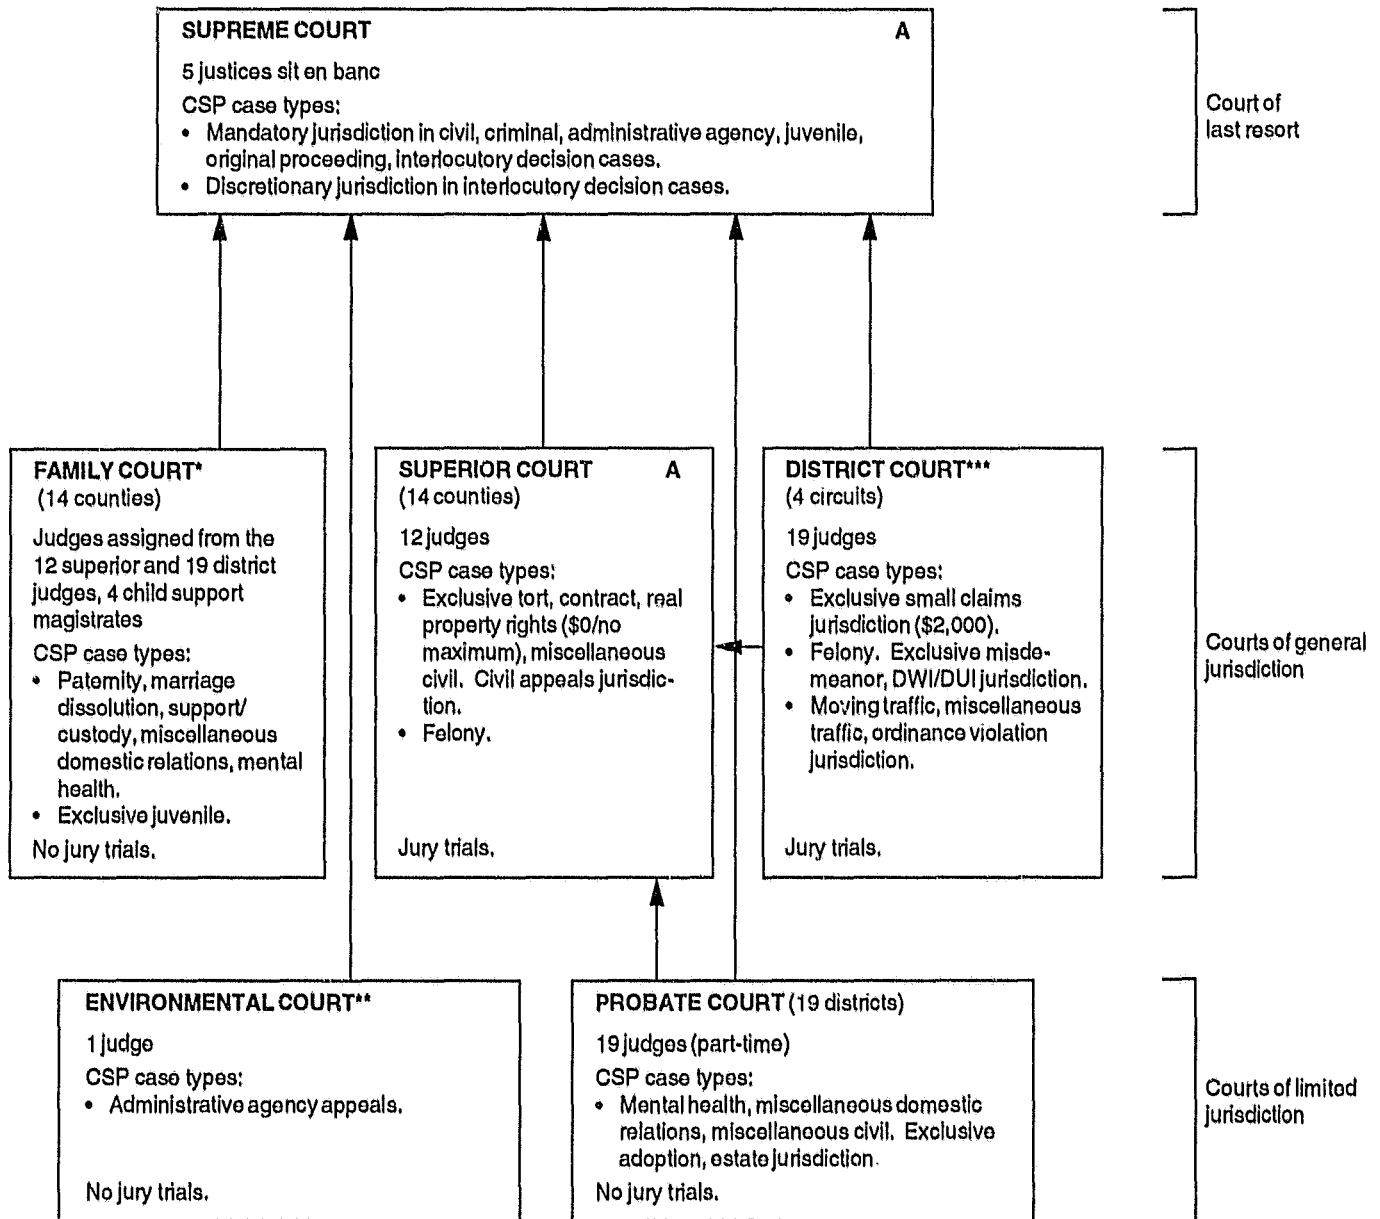 SUPREME COURT A
5 justices sit en banc
CSP case types:
• Mandatory jurisdiction in civil, criminal, administrative agency, juvenile,
original proceeding, interlocutory decision cases.
• Discretionary jurisdiction in interlocutory decision cases.
Court of
last resort
FAMILY COURT*
(14 counties)
Judges assigned from the
12 superior and 19 district
judges, 4 child support
magistrates
CSP case types:
• Paternity, marriage
dissolution, support/
custody, miscellaneous
domestic relations, mental
health.
• Exclusive juvenile.
No jury trials.
SUPERIOR COURT A
(14 counties)
12 judges
CSP case types:
• Exclusive tort, contract, real
property rights ($0/no
maximum), miscellaneous
civil. Civil appeals jurisdic-
tion.
• Felony.
Jury trials.
DISTRICT COURT***
(4 circuits)
19 judges
CSP case types:
• Exclusive small claims
jurisdiction ($2,000).
• Felony. Exclusive misde-
meanor, DWI/DUI jurisdiction.
• Moving traffic, miscellaneous
traffic, ordinance violation
jurisdiction.
Jury trials.
Courts of general
jurisdiction
ENVIRONMENTAL COURT**
1 judge
CSP case types:
• Administrative agency appeals.
No jury trials.
PROBATE COURT (19 districts)
19 judges (part-time)
CSP case types:
• Mental health, miscellaneous domestic
relations, miscellaneous civil. Exclusive
adoption, estate jurisdiction.
No jury trials.
Courts of limited
jurisdiction